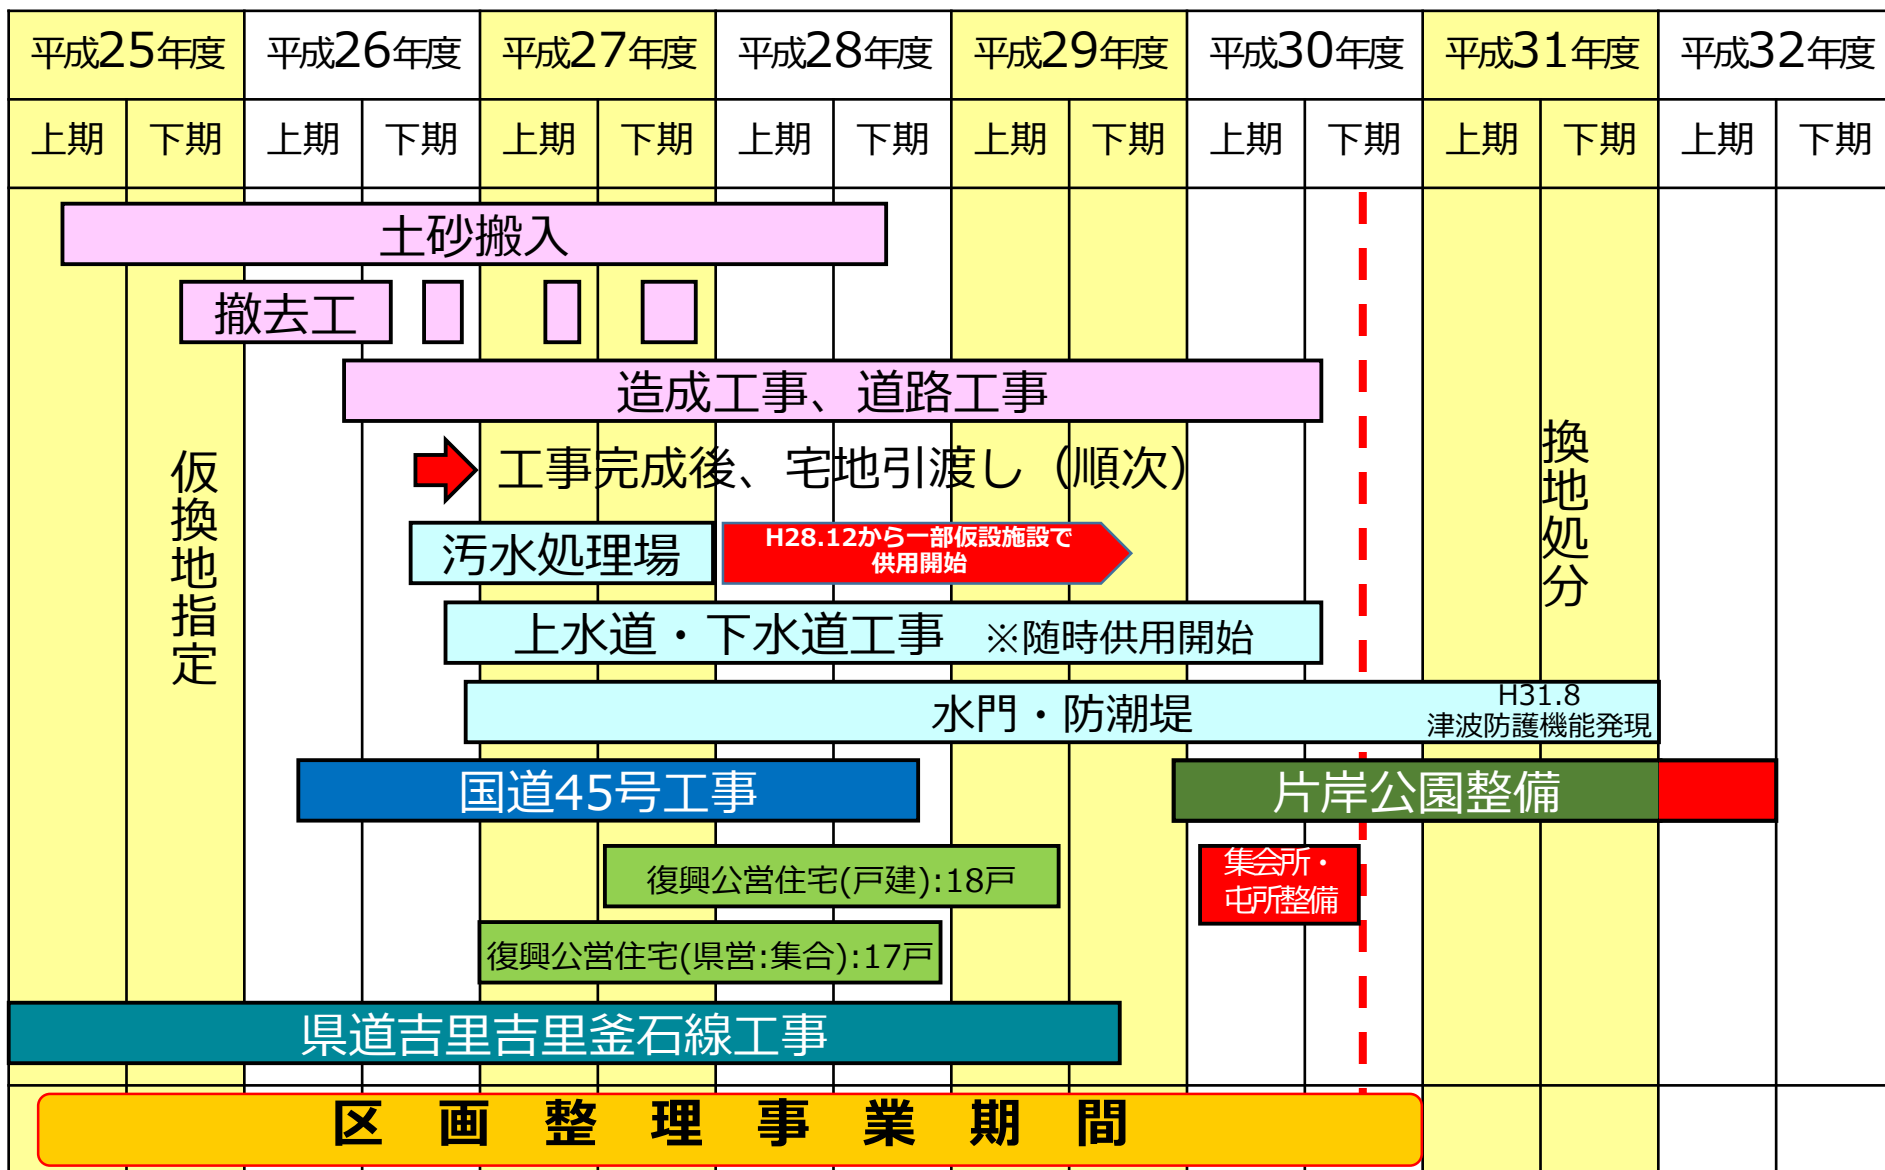 平成25年度 平成26年度 平成27年度 平成28年度 平成29年度 平成30年度 平成31年度 平成32年度
上期 下期 上期 下期 上期 下期 上期 下期 上期 下期 上期 下期 上期 下期 上期 下期
土砂搬入
撤去工
造成工事、道路工事
仮換地指定
工事完成後、宅地引渡し（順次）
換地処分
汚水処理場
H28.12から一部仮設施設で
供用開始
上水道・下水道工事 ※随時供用開始
水門・防潮堤
H31.8
津波防護機能発現
国道45号工事
片岸公園整備
復興公営住宅(戸建):18戸
集会所・
屯所整備
復興公営住宅(県営:集合):17戸
県道吉里吉里釜石線工事
区画整理事業期間